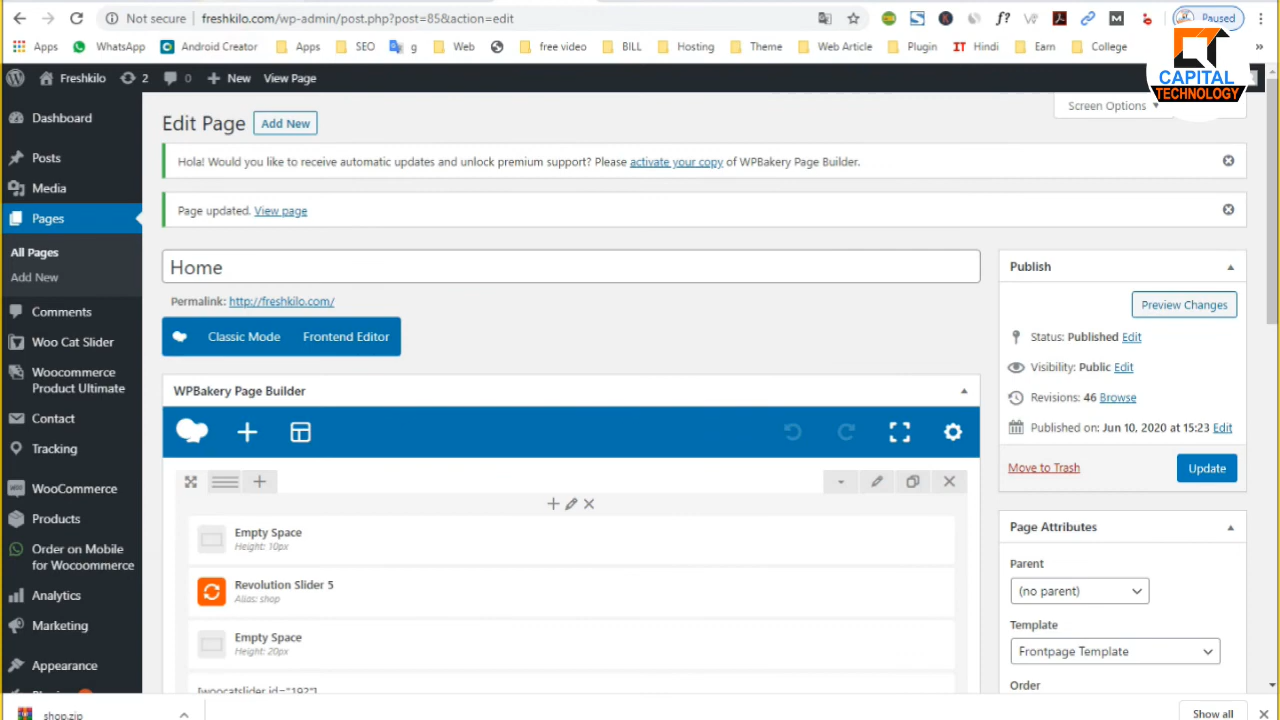 Not secure | freshkilo.com/wp-admin/post.php?post=85&action=edit
Paused
Apps WhatsApp Android Creator Apps SEO g Web free video BILL Hosting Theme Web Article Plugin IT Hindi Earn College »
CAPITAL
TECHNOLOGY
Freshkilo 2 0 New View Page
Screen Options
Dashboard
Posts
Media
Pages
All Pages
Add New
Comments
Woo Cat Slider
Woocommerce
Product Ultimate
Contact
Tracking
WooCommerce
Products
Order on Mobile
for Wocoommerce
Analytics
Marketing
Appearance
Edit Page Add New
Hola! Would you like to receive automatic updates and unlock premium support? Please activate your copy of WPBakery Page Builder.
Page updated. View page
Home
Permalink: http://freshkilo.com/
Classic Mode Frontend Editor
WPBakery Page Builder
Empty Space
Height: 10px
Revolution Slider 5
Alias: shop
Empty Space
Height: 20px
[woocatslider id="192"]
Publish
Preview Changes
Status: Published Edit
Visibility: Public Edit
Revisions: 46 Browse
Published on: Jun 10, 2020 at 15:23 Edit
Move to Trash Update
Page Attributes
Parent
(no parent)
Template
Frontpage Template
Order
shop.zip
Show all